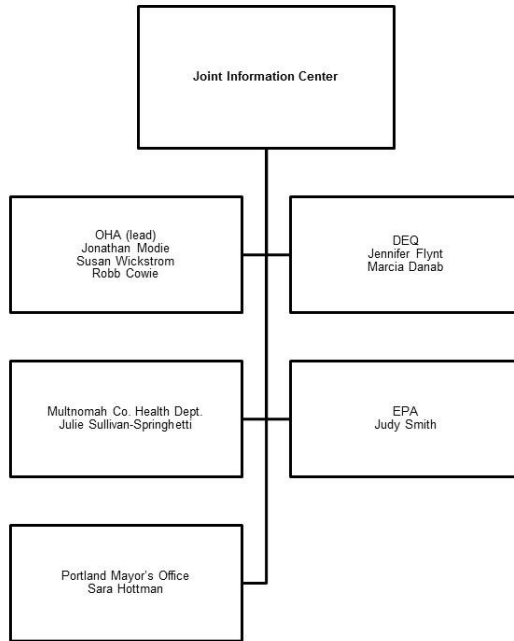 Joint Information Center
OHA (lead)
Jonathan Modie
Susan Wickstrom
Robb Cowie
DEQ
Jennifer Flynt
Marcia Danab
Multnomah Co. Health Dept.
Julie Sullivan-Springhetti
EPA
Judy Smith
Portland Mayor's Office
Sara Hottman